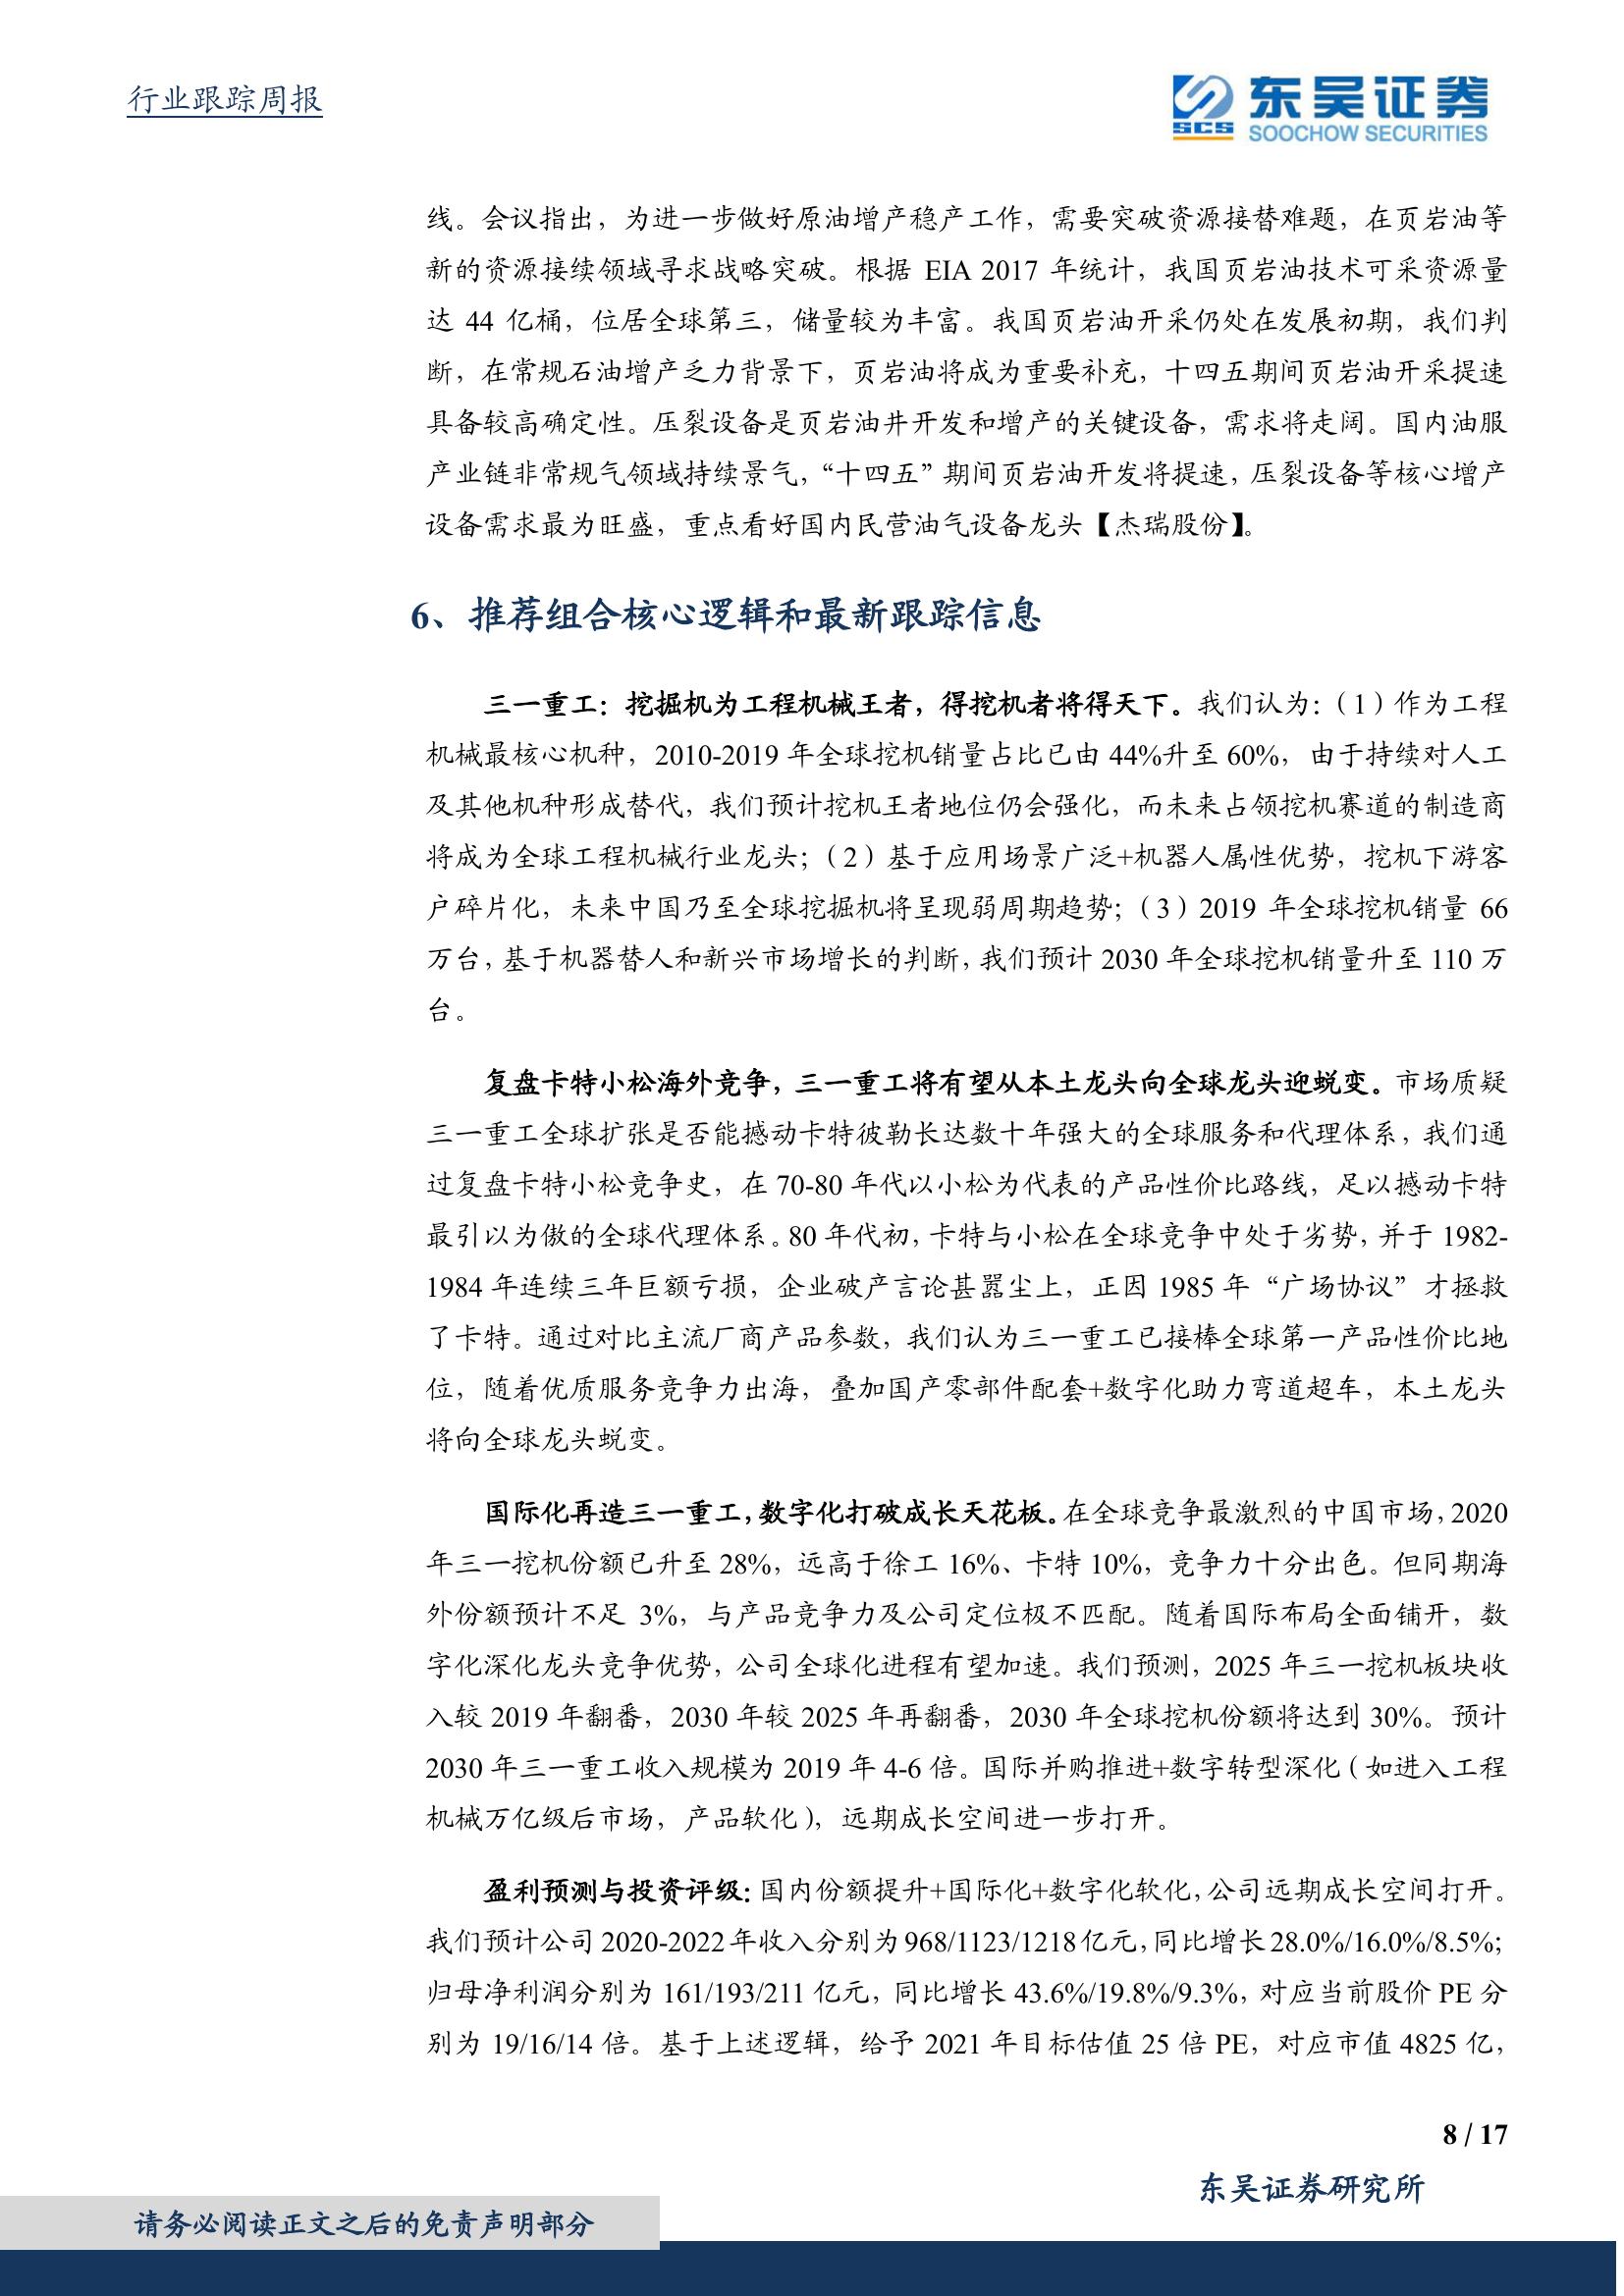 行业跟踪周报
SCS
东吴证券
SOOCHOW SECURITIES
线。会议指出，为进一步做好原油增产稳产工作，需要突破资源接替难题，在页岩油等
新的资源接续领域寻求战略突破。根据 EIA 2017 年统计，我国页岩油技术可采资源量
达 44 亿桶，位居全球第三，储量较为丰富。我国页岩油开采仍处在发展初期，我们判
断，在常规石油增产乏力背景下，页岩油将成为重要补充，十四五期间页岩油开采提速
具备较高确定性。压裂设备是页岩油井开发和增产的关键设备，需求将走阔。国内油服
产业链非常规气领域持续景气，“十四五”期间页岩油开发将提速，压裂设备等核心增产
设备需求最为旺盛，重点看好国内民营油气设备龙头【杰瑞股份】。
6、推荐组合核心逻辑和最新跟踪信息
三一重工：挖掘机为工程机械王者，得挖机者将得天下。我们认为：（1）作为工程
机械最核心机种，2010-2019 年全球挖机销量占比已由 44%升至 60%，由于持续对人工
及其他机种形成替代，我们预计挖机王者地位仍会强化，而未来占领挖机赛道的制造商
将成为全球工程机械行业龙头；（2）基于应用场景广泛+机器人属性优势，挖机下游客
户碎片化，未来中国乃至全球挖掘机将呈现弱周期趋势；（3）2019 年全球挖机销量 66
万台，基于机器替人和新兴市场增长的判断，我们预计 2030 年全球挖机销量升至 110 万
台。
复盘卡特小松海外竞争，三一重工将有望从本土龙头向全球龙头迎蜕变。市场质疑
三一重工全球扩张是否能撼动卡特彼勒长达数十年强大的全球服务和代理体系，我们通
过复盘卡特小松竞争史，在 70-80 年代以小松为代表的产品性价比路线，足以撼动卡特
最引以为傲的全球代理体系。80 年代初，卡特与小松在全球竞争中处于劣势，并于 1982-
1984 年连续三年巨额亏损，企业破产言论甚嚣尘上，正因 1985 年“广场协议”才拯救
了卡特。通过对比主流厂商产品参数，我们认为三一重工已接棒全球第一产品性价比地
位，随着优质服务竞争力出海，叠加国产零部件配套+数字化助力弯道超车，本土龙头
将向全球龙头蜕变。
国际化再造三一重工，数字化打破成长天花板。在全球竞争最激烈的中国市场，2020
年三一挖机份额已升至 28%，远高于徐工 16%、卡特 10%，竞争力十分出色。但同期海
外份额预计不足 3%，与产品竞争力及公司定位极不匹配。随着国际布局全面铺开，数
字化深化龙头竞争优势，公司全球化进程有望加速。我们预测，2025 年三一挖机板块收
入较 2019 年翻番，2030 年较 2025 年再翻番，2030 年全球挖机份额将达到 30%。预计
2030 年三一重工收入规模为 2019 年 4-6 倍。国际并购推进+数字转型深化（如进入工程
机械万亿级后市场，产品软化），远期成长空间进一步打开。
盈利预测与投资评级：国内份额提升+国际化+数字化软化，公司远期成长空间打开。
我们预计公司 2020-2022 年收入分别为 968/1123/1218 亿元，同比增长 28.0%/16.0%/8.5%；
归母净利润分别为 161/193/211 亿元，同比增长 43.6%/19.8%/9.3%，对应当前股价 PE 分
别为 19/16/14 倍。基于上述逻辑，给予 2021 年目标估值 25 倍 PE，对应市值 4825 亿，
8 / 17
东吴证券研究所
请务必阅读正文之后的免责声明部分